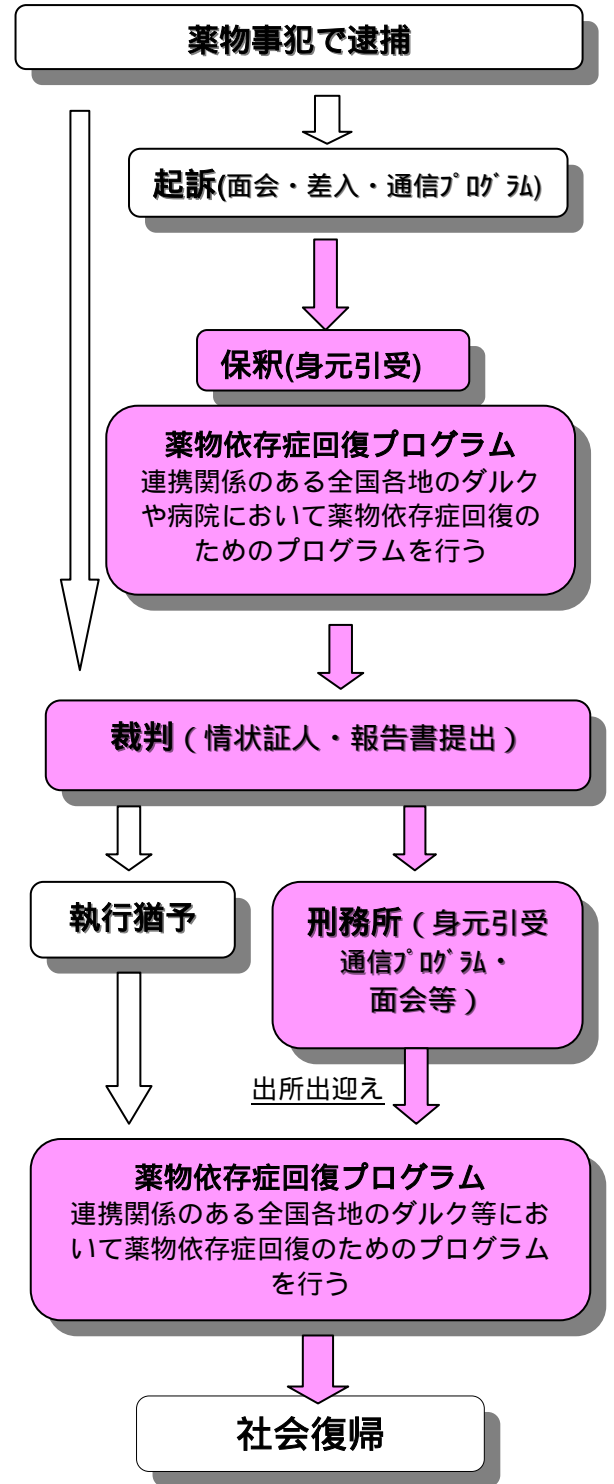 薬物事犯で逮捕
起訴(面会・差入・通信ﾌﾟﾛｸﾞﾗﾑ)
保釈(身元引受)
薬物依存症回復プログラム
連携関係のある全国各地のダルク
や病院において薬物依存症回復の
ためのプログラムを行う
裁判（情状証人・報告書提出）
執行猶予
刑務所（身元引受
通信ﾌﾟﾛｸﾞﾗﾑ・
面会等）
出所出迎え
薬物依存症回復プログラム
連携関係のある全国各地のダルク等にお
いて薬物依存症回復のためのプログラム
を行う
社会復帰